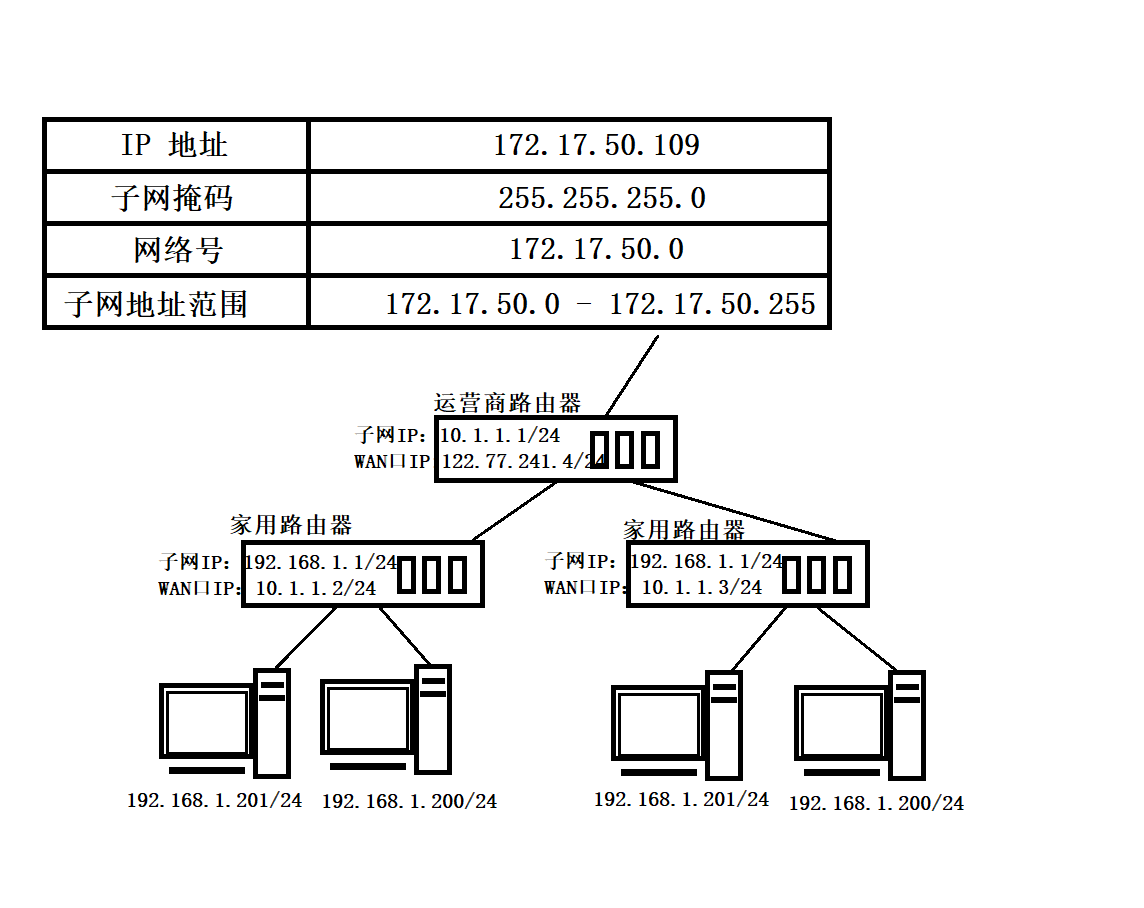 IP 地址 172.17.50.109
子网掩码 255.255.255.0
网络号 172.17.50.0
子网地址范围 172.17.50.0 - 172.17.50.255
运营商路由器
子网IP: 10.1.1.1/24
WAN口IP 122.77.241.4/24
家用路由器
子网IP: 192.168.1.1/24
WAN口IP: 10.1.1.2/24
家用路由器
子网IP: 192.168.1.1/24
WAN口IP: 10.1.1.3/24
192.168.1.201/24
192.168.1.200/24
192.168.1.201/24
192.168.1.200/24